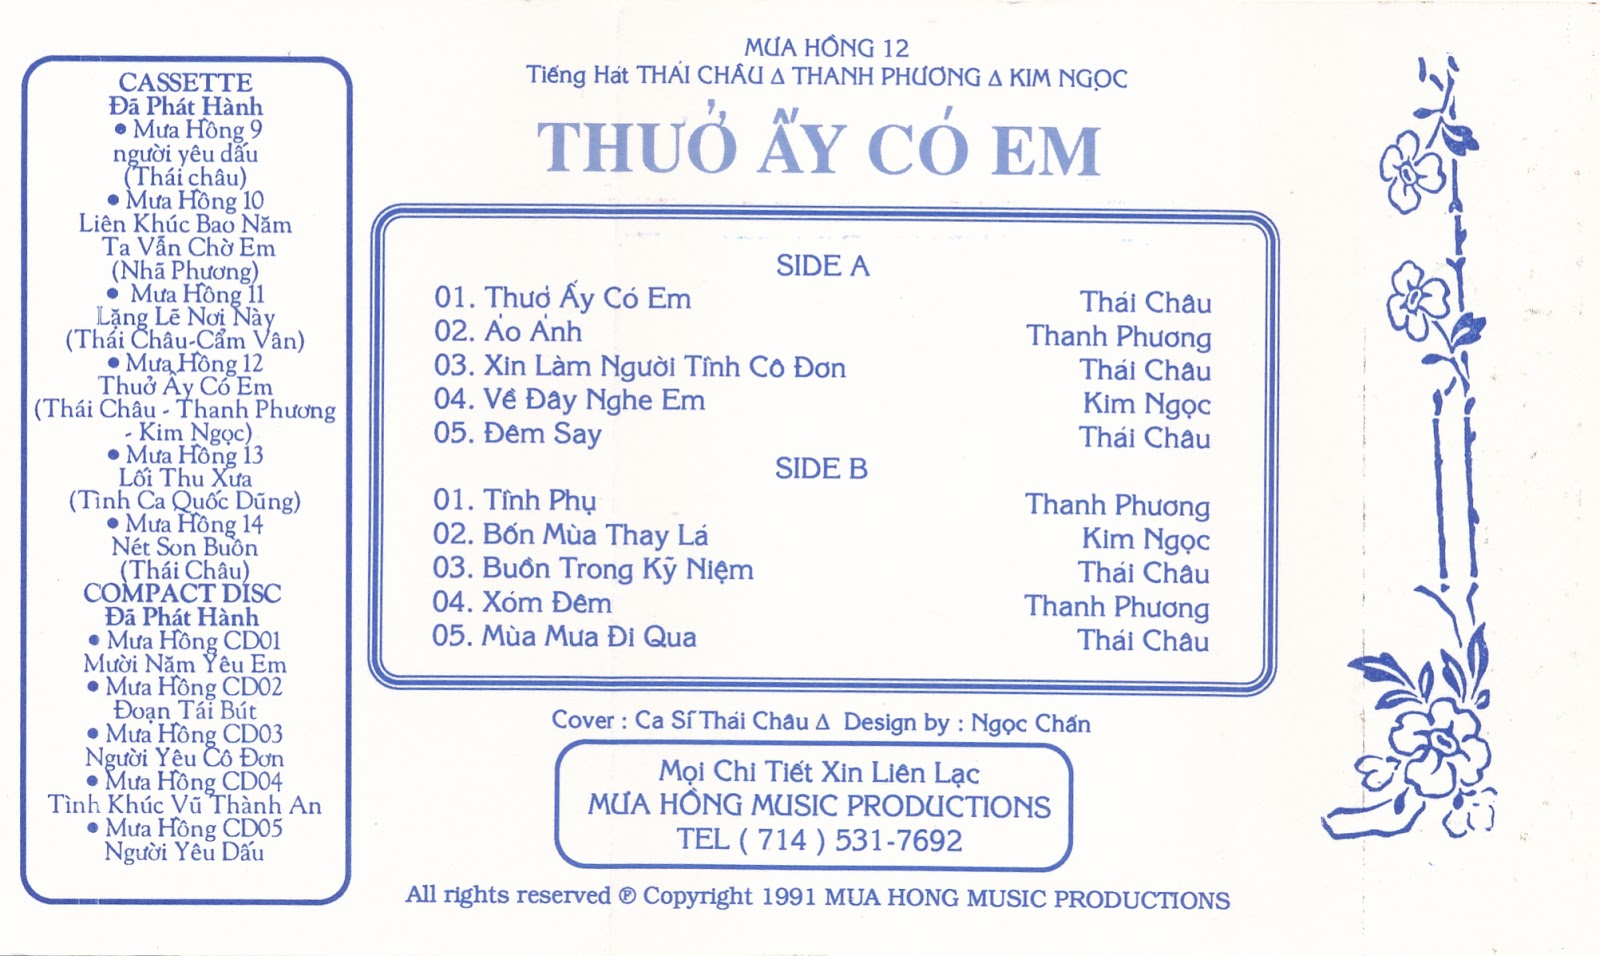 CASSETTE
Đã Phát Hành
● Mưa Hồng 9
người yêu dấu
(Thái châu)
● Mưa Hồng 10
Liên Khúc Bao Năm
Ta Vẫn Chờ Em
(Nhã Phương)
● Mưa Hồng 11
Lặng Lẽ Nơi Này
(Thái Châu-Cẩm Vân)
● Mưa Hồng 12
Thuở Ấy Có Em
(Thái Châu - Thanh Phương
- Kim Ngọc)
● Mưa Hồng 13
Lối Thu Xưa
(Tình Ca Quốc Dũng)
● Mưa Hồng 14
Nét Son Buồn
(Thái Châu)
COMPACT DISC
Đã Phát Hành
● Mưa Hồng CD01
Mười Năm Yêu Em
● Mưa Hồng CD02
Đoạn Tái Bút
● Mưa Hồng CD03
Người Yêu Cô Đơn
● Mưa Hồng CD04
Tình Khúc Vũ Thành An
● Mưa Hồng CD05
Người Yêu Dấu
MƯA HỒNG 12
Tiếng Hát THÁI CHÂU Δ THANH PHƯƠNG Δ KIM NGỌC
THƯỞ ẤY CÓ EM
SIDE A
01. Thưở Ấy Có Em Thái Châu
02. Ảo Ảnh Thanh Phương
03. Xin Làm Người Tình Cô Đơn Thái Châu
04. Về Đây Nghe Em Kim Ngọc
05. Đêm Say Thái Châu
SIDE B
01. Tình Phụ Thanh Phương
02. Bốn Mùa Thay Lá Kim Ngọc
03. Buồn Trong Kỹ Niệm Thái Châu
04. Xóm Đêm Thanh Phương
05. Mùa Mưa Đi Qua Thái Châu
Cover : Ca Sĩ Thái Châu Δ Design by : Ngọc Chấn
Mọi Chi Tiết Xin Liên Lạc
MƯA HỒNG MUSIC PRODUCTIONS
TEL ( 714 ) 531-7692
All rights reserved ℗ Copyright 1991 MUA HONG MUSIC PRODUCTIONS